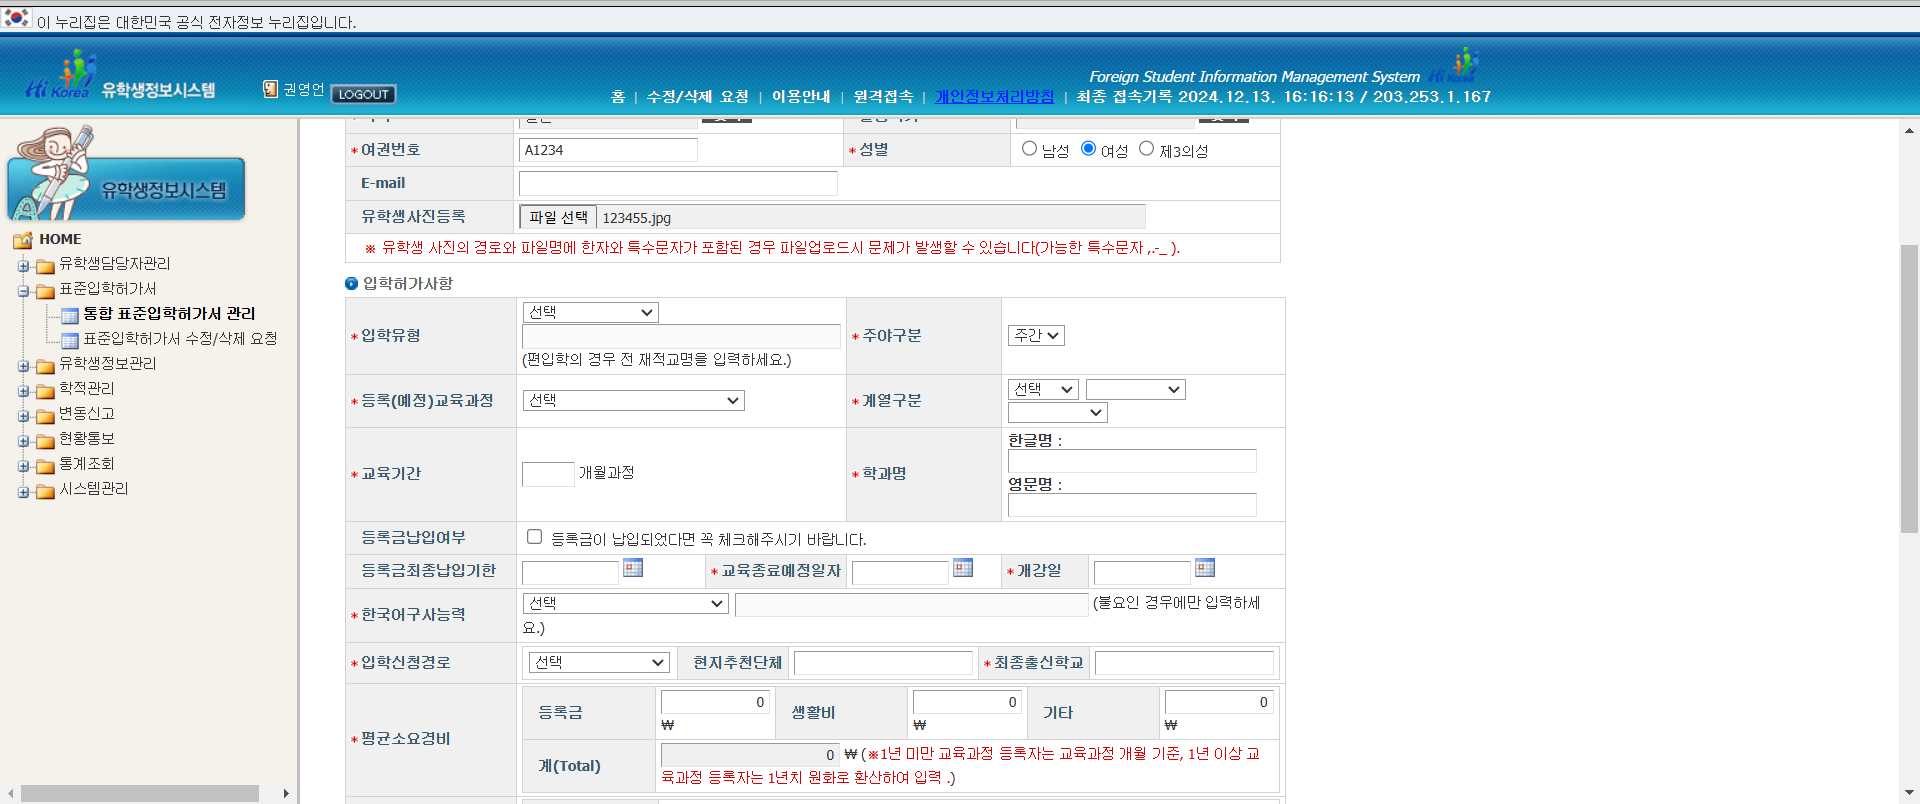 이 누리집은 대한민국 공식 전자정보 누리집입니다.
Hi Korea 유학생정보시스템
권영언 LOGOUT
Foreign Student Information Management System Hi Korea
홈 | 수정/삭제 요청 | 이용안내 | 원격접속 | 개인정보처리방침 | 최종 접속기록 2024.12.13. 16:16:13 / 203.253.1.167
유학생정보시스템
HOME
유학생담당자관리
표준입학허가서
통합 표준입학허가서 관리
표준입학허가서 수정/삭제 요청
유학생정보관리
학적관리
변동신고
현황통보
통계조회
시스템관리
* 여권번호 A1234 * 성별 남성 여성 제3의성
E-mail
유학생사진등록 파일 선택 123455.jpg
※ 유학생 사진의 경로와 파일명에 한자와 특수문자가 포함된 경우 파일업로드시 문제가 발생할 수 있습니다(가능한 특수문자 ,.-_ ).
입학허가사항
* 입학유형 선택
(편입학의 경우 전 재적교명을 입력하세요.)
* 주야구분 주간
* 등록(예정)교육과정 선택 * 계열구분 선택
* 교육기간 개월과정 * 학과명 한글명 :
영문명 :
등록금납입여부 등록금이 납입되었다면 꼭 체크해주시기 바랍니다.
등록금최종납입기한 * 교육종료예정일자 * 개강일
* 한국어구사능력 선택 (불요인 경우에만 입력하세
요.)
* 입학신청경로 선택 현지추천단체 * 최종출신학교
* 평균소요경비
등록금 0 ₩ 생활비 0 ₩ 기타 0 ₩
계(Total) 0 ₩ (※1년 미만 교육과정 등록자는 교육과정 개월 기준, 1년 이상 교
육과정 등록자는 1년치 원화로 환산하여 입력 .)